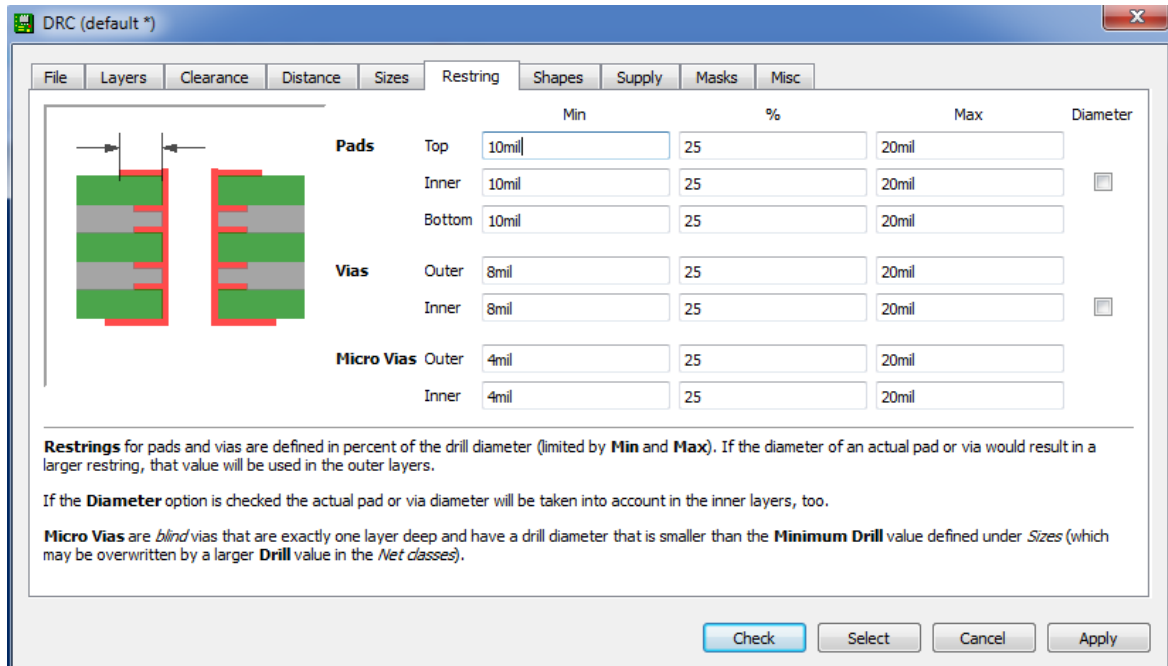 DRC (default *)
File Layers Clearance Distance Sizes Restring Shapes Supply Masks Misc
Min % Max Diameter
Pads Top 10mil 25 20mil
Inner 10mil 25 20mil
Bottom 10mil 25 20mil
Vias Outer 8mil 25 20mil
Inner 8mil 25 20mil
Micro Vias Outer 4mil 25 20mil
Inner 4mil 25 20mil
Restrings for pads and vias are defined in percent of the drill diameter (limited by Min and Max). If the diameter of an actual pad or via would result in a
larger restring, that value will be used in the outer layers.
If the Diameter option is checked the actual pad or via diameter will be taken into account in the inner layers, too.
Micro Vias are blind vias that are exactly one layer deep and have a drill diameter that is smaller than the Minimum Drill value defined under Sizes (which
may be overwritten by a larger Drill value in the Net classes).
Check Select Cancel Apply